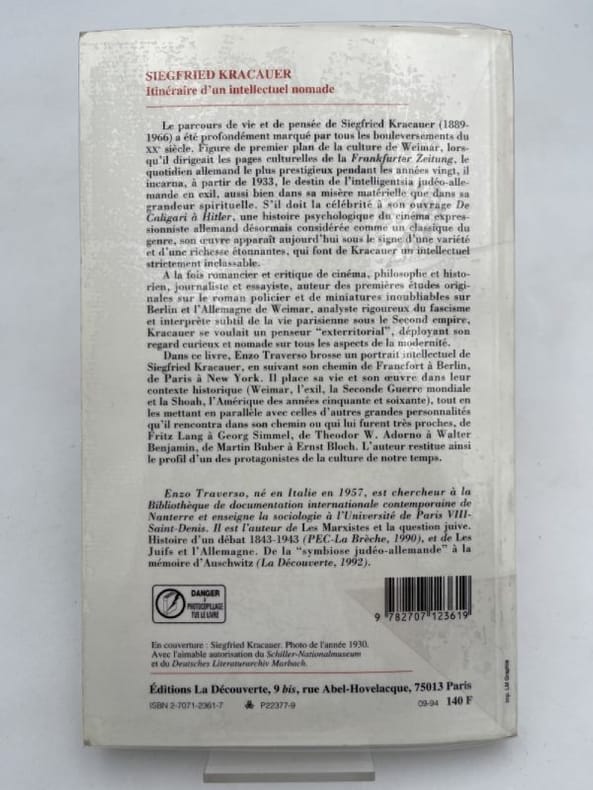 SIEGFRIED KRACAUER
Itinéraire d'un intellectuel nomade
Le parcours de vie et de pensée de Siegfried Kracauer (1889-
1966) a été profondément marqué par tous les bouleversements du
XXe siècle. Figure de premier plan de la culture de Weimar, lors-
qu'il dirigeait les pages culturelles de la Frankfurter Zeitung, le
quotidien allemand le plus prestigieux pendant les années vingt, il
incarna, à partir de 1933, le destin de l'intelligentsia judéo-alle-
mande en exil, aussi bien dans sa misère matérielle que dans sa
grandeur spirituelle. S'il doit la célébrité à son ouvrage De
Caligari à Hitler, une histoire psychologique du cinéma expres-
sionniste allemand désormais considérée comme un classique du
genre, son œuvre apparaît aujourd'hui sous le signe d'une variété
et d'une richesse étonnantes, qui font de Kracauer un intellectuel
strictement inclassable.
A la fois romancier et critique de cinéma, philosophe et histo-
rien, journaliste et essayiste, auteur des premières études origi-
nales sur le roman policier et de miniatures inoubliables sur
Berlin et l'Allemagne de Weimar, analyste rigoureux du fascisme
et interprète subtil de la vie parisienne sous le Second empire,
Kracauer se voulait un penseur "exterritorial", déployant son
regard curieux et nomade sur tous les aspects de la modernité.
Dans ce livre, Enzo Traverso brosse un portrait intellectuel de
Siegfried Kracauer, en suivant son chemin de Francfort à Berlin,
de Paris à New York. Il place sa vie et son œuvre dans leur
contexte historique (Weimar, l'exil, la Seconde Guerre mondiale
et la Shoah, l'Amérique des années cinquante et soixante), tout en
les mettant en parallèle avec celles d'autres grandes personnalités
qu'il rencontra dans son chemin ou qui lui furent très proches, de
Fritz Lang à Georg Simmel, de Theodor W. Adorno à Walter
Benjamin, de Martin Buber à Ernst Bloch. L'auteur restitue ainsi
le profil d'un des protagonistes de la culture de notre temps.
Enzo Traverso, né en Italie en 1957, est chercheur à la
Bibliothèque de documentation internationale contemporaine de
Nanterre et enseigne la sociologie à l'Université de Paris VIII-
Saint-Denis. Il est l'auteur de Les Marxistes et la question juive.
Histoire d'un débat 1843-1943 (PEC-La Brèche, 1990), et de Les
Juifs et l'Allemagne. De la "symbiose judéo-allemande" à la
mémoire d'Auschwitz (La Découverte, 1992).
DANGER
LE
PHOTOCOPILLAGE
TUE LE LIVRE
9 782707 123619
En couverture : Siegfried Kracauer. Photo de l'année 1930.
Avec l'aimable autorisation du Schiller-Nationalmuseum
et du Deutsches Literaturarchiv Marbach.
Éditions La Découverte, 9 bis, rue Abel-Hovelacque, 75013 Paris
ISBN 2-7071-2361-7 P22377-9 09-94 140 F
Imp. LM Graphie